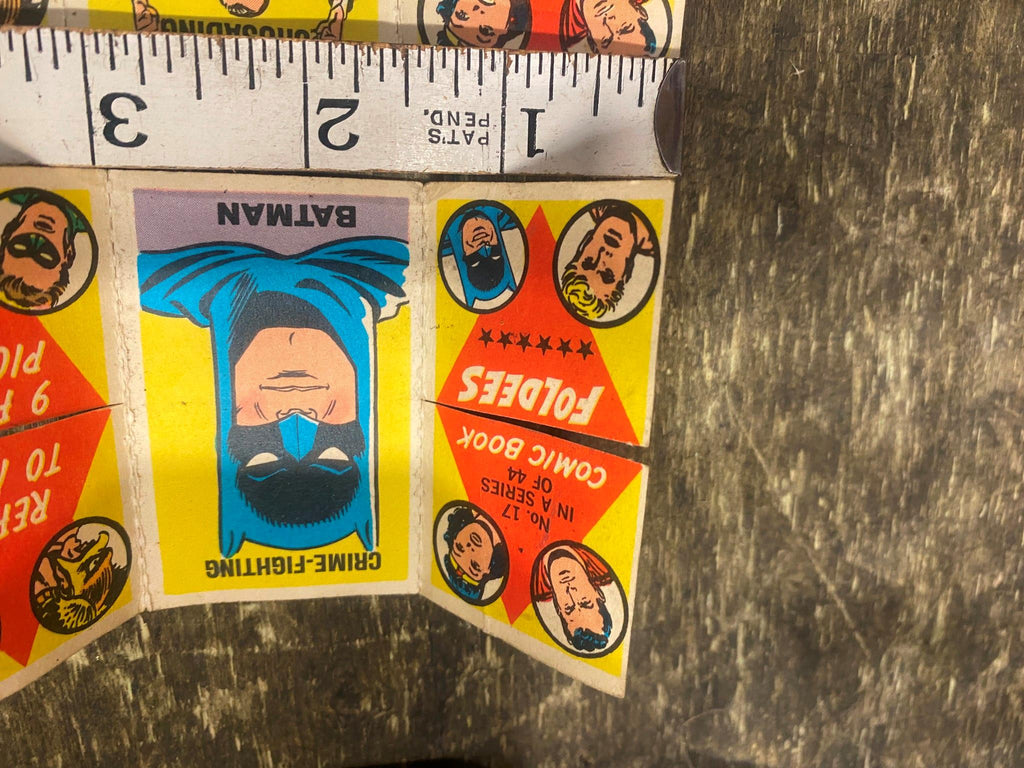 No. 17
IN A SERIES
OF 44
COMIC BOOK
FOLDEES
CRIME-FIGHTING
BATMAN
TO
9
1
PAT'S
PEND.
2
3
CRUSADING